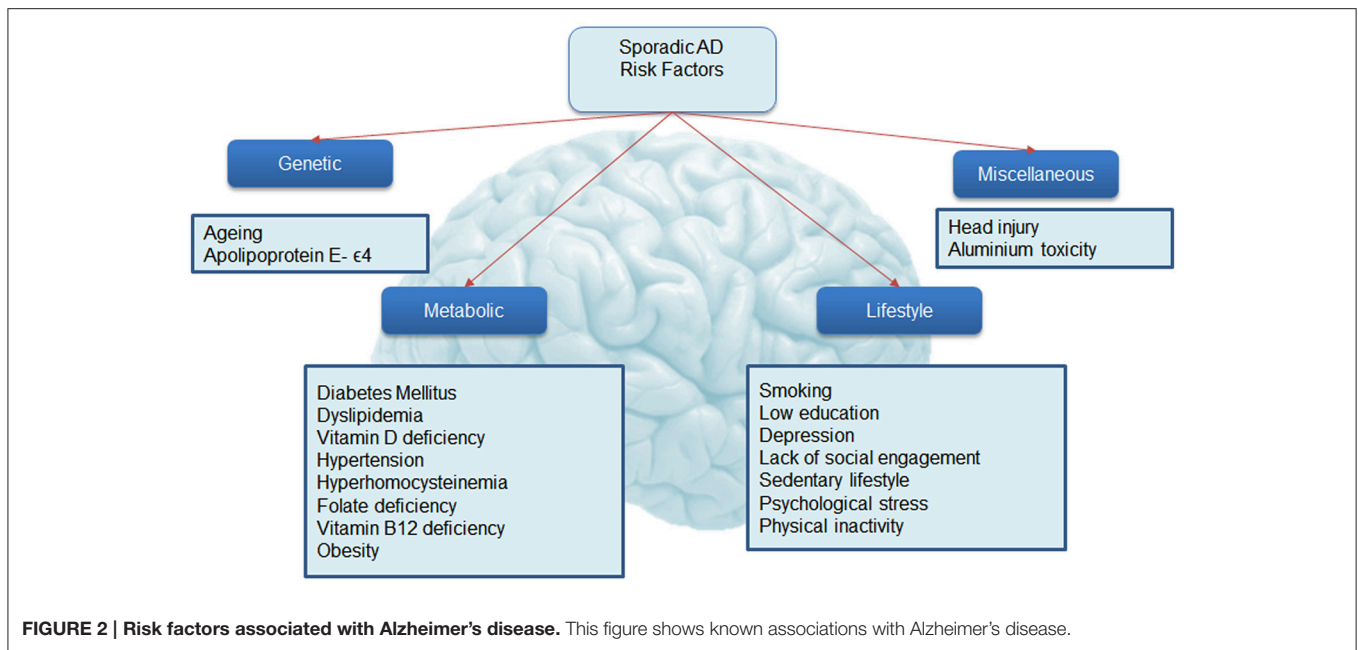 Sporadic AD
Risk Factors
Genetic
Ageing
Apolipoprotein E- ϵ4
Metabolic
Diabetes Mellitus
Dyslipidemia
Vitamin D deficiency
Hypertension
Hyperhomocysteinemia
Folate deficiency
Vitamin B12 deficiency
Obesity
Lifestyle
Smoking
Low education
Depression
Lack of social engagement
Sedentary lifestyle
Psychological stress
Physical inactivity
Miscellaneous
Head injury
Aluminium toxicity
FIGURE 2 | Risk factors associated with Alzheimer’s disease. This figure shows known associations with Alzheimer’s disease.